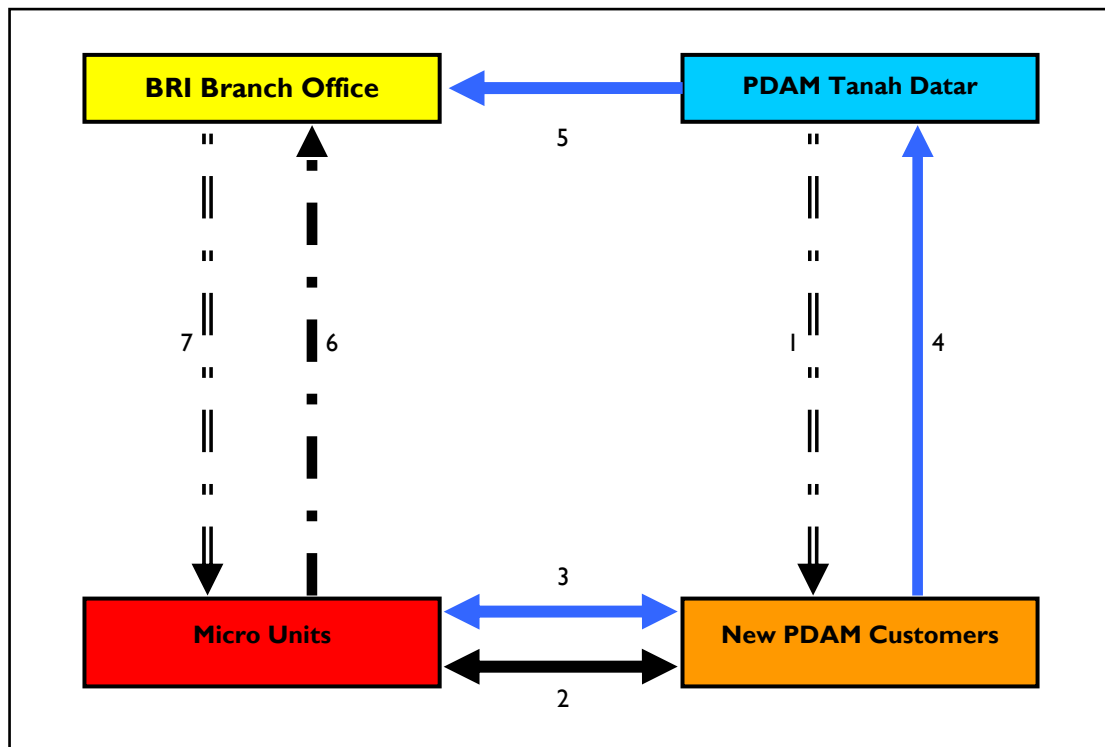 BRI Branch Office
PDAM Tanah Datar
5
7
6
1
4
3
Micro Units
New PDAM Customers
2